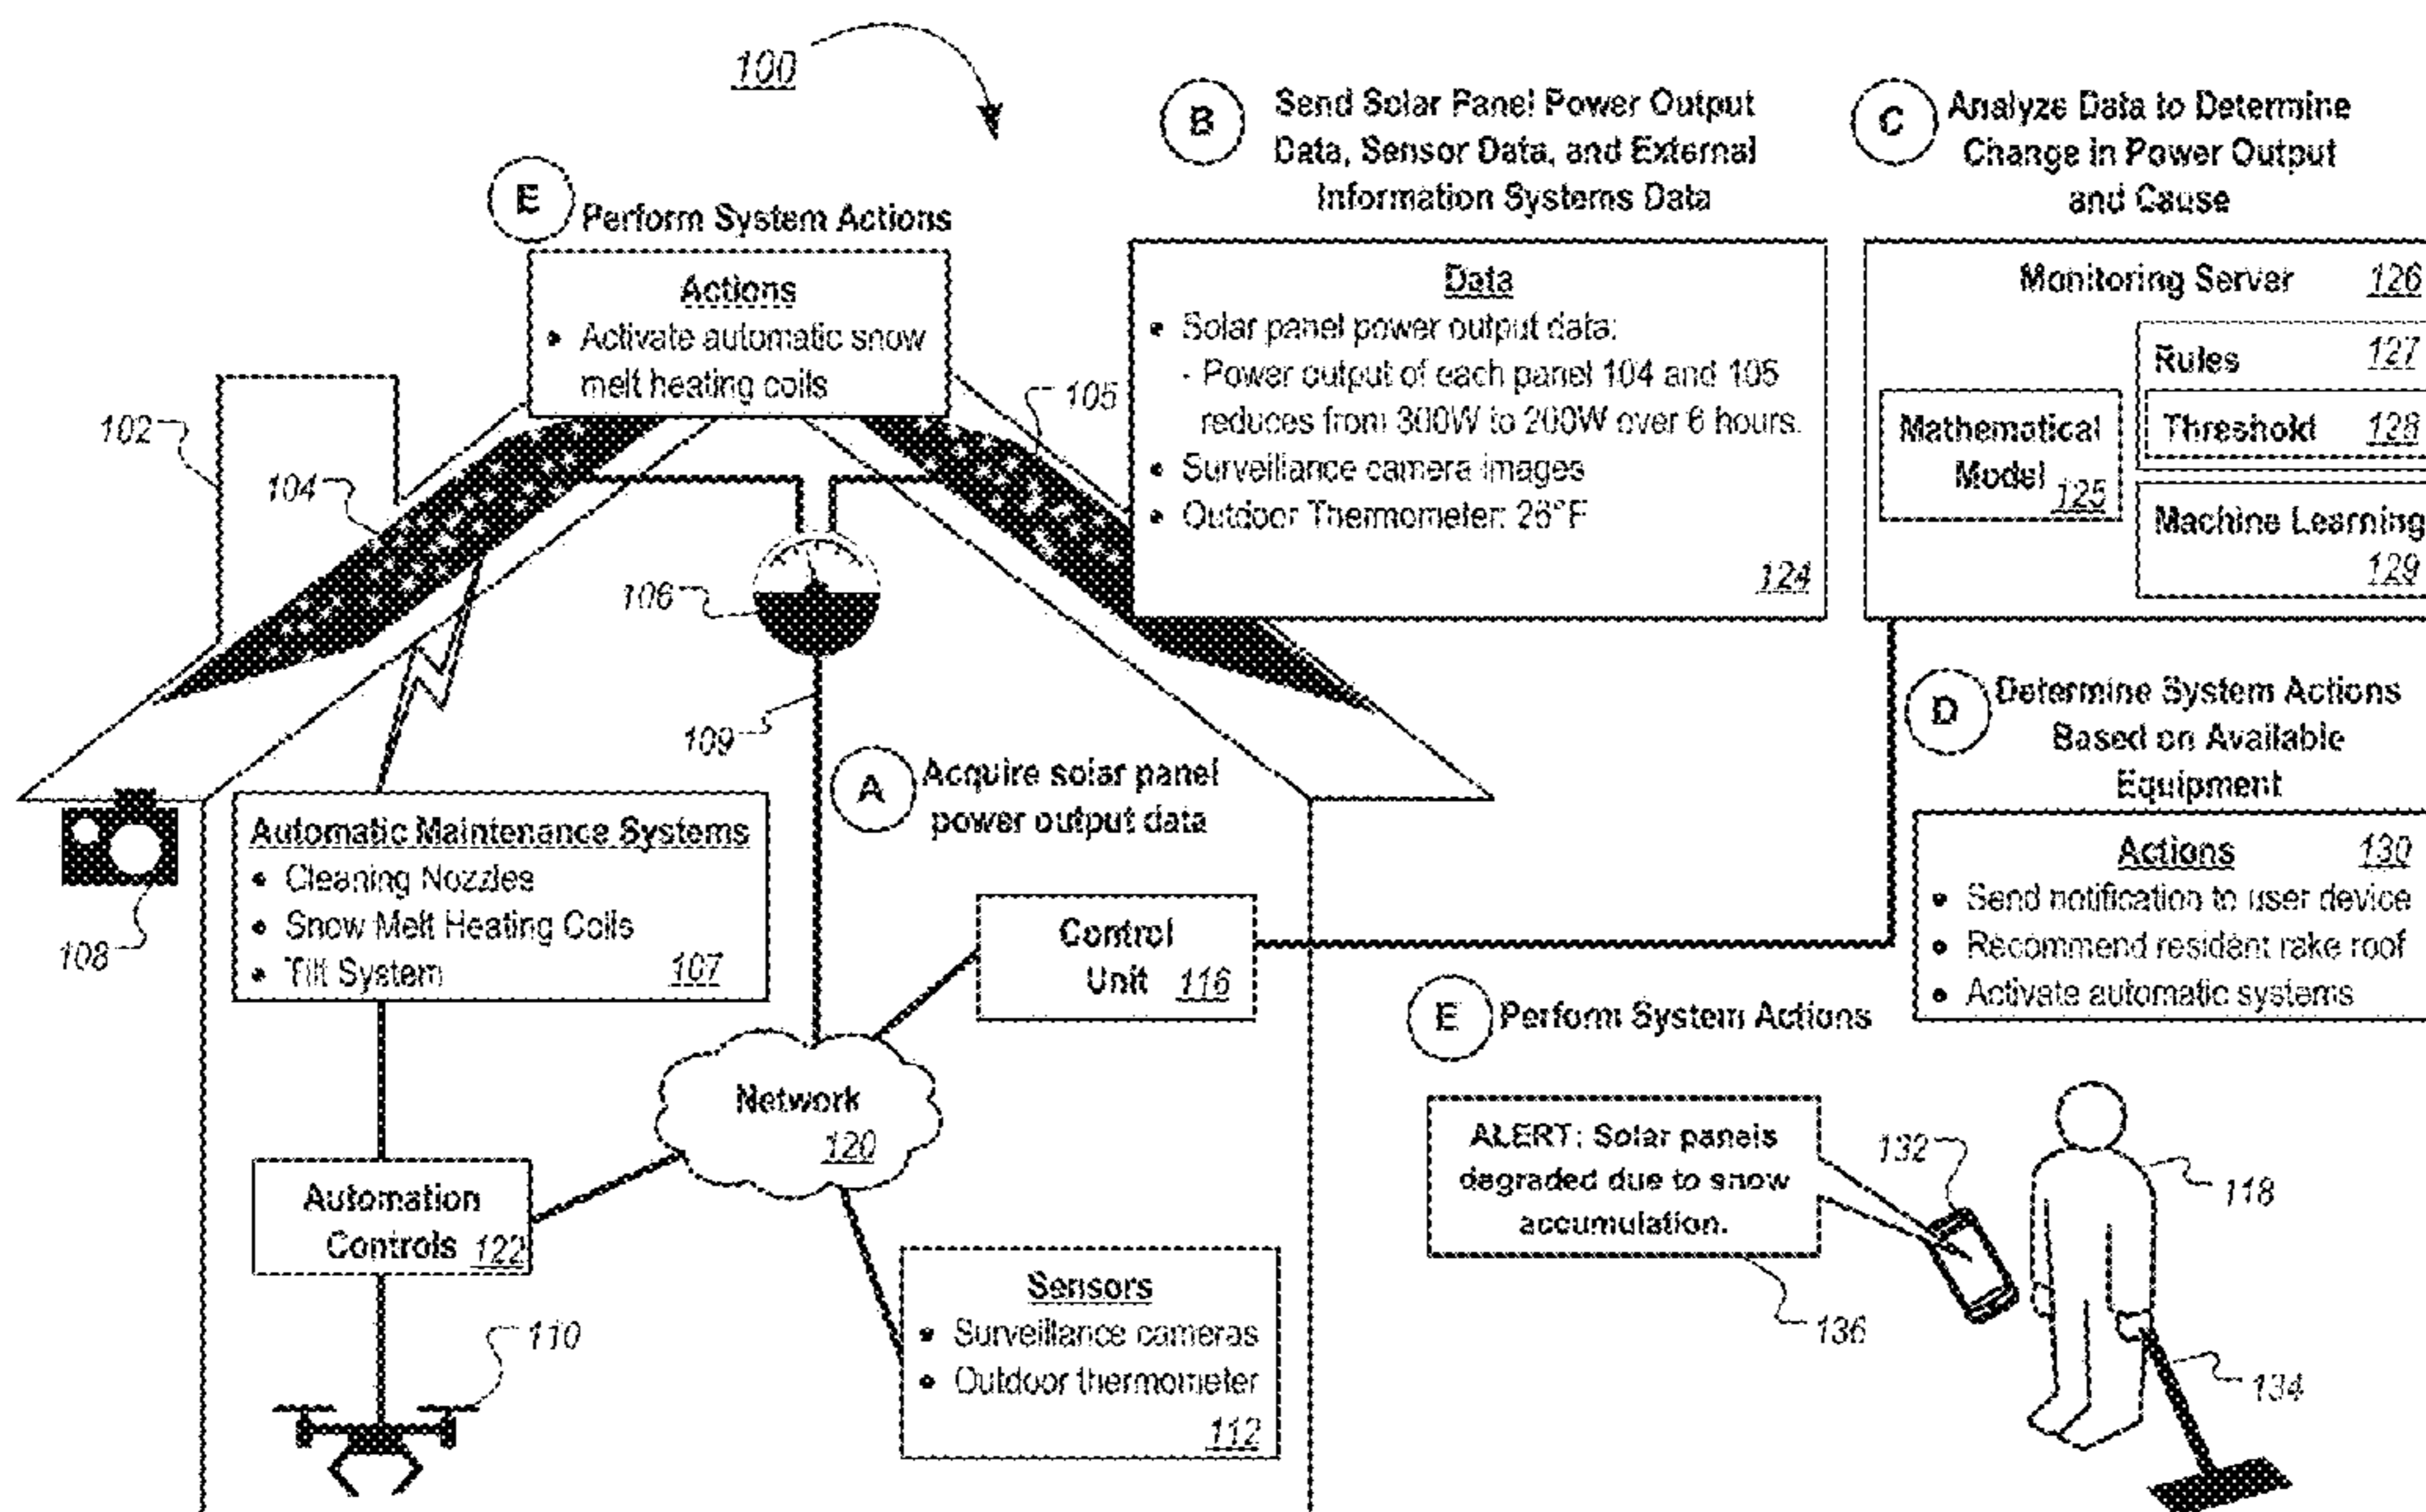 100
B
Send Solar Panel Power Output
Data, Sensor Data, and External
Information Systems Data
C
Analyze Data to Determine
Change in Power Output
and Cause
E
Perform System Actions
Actions
• Activate automatic snow
melt heating coils
Data
• Solar panel power output data:
- Power output of each panel 104 and 105
reduces from 300W to 200W over 6 hours.
• Surveillance camera images
• Outdoor Thermometer: 26°F
124
Monitoring Server 126
Rules 127
Threshold 128
Mathematical
Model 125
Machine Learning
129
102
104
105
106
109
A
Acquire solar panel
power output data
D
Determine System Actions
Based on Available
Equipment
Actions 130
• Send notification to user device
• Recommend resident rake roof
• Activate automatic systems
108
Automatic Maintenance Systems
• Cleaning Nozzles
• Snow Melt Heating Coils
• Tilt System 107
Control
Unit 116
E
Perform System Actions
Network
120
Automation
Controls 122
ALERT: Solar panels
degraded due to snow
accumulation.
132
118
136
134
110
Sensors
• Surveillance cameras
• Outdoor thermometer
112